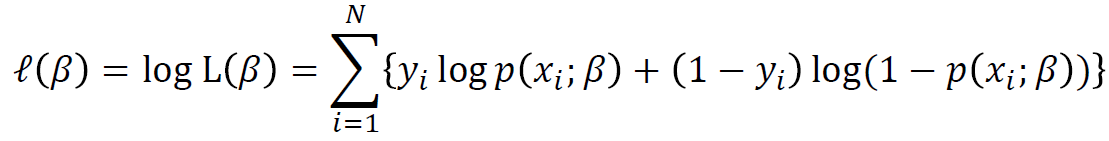 ℓ(β) = log L(β) = ∑_{i=1}^{N} {y_i log p(x_i; β) + (1 − y_i) log(1 − p(x_i; β))}